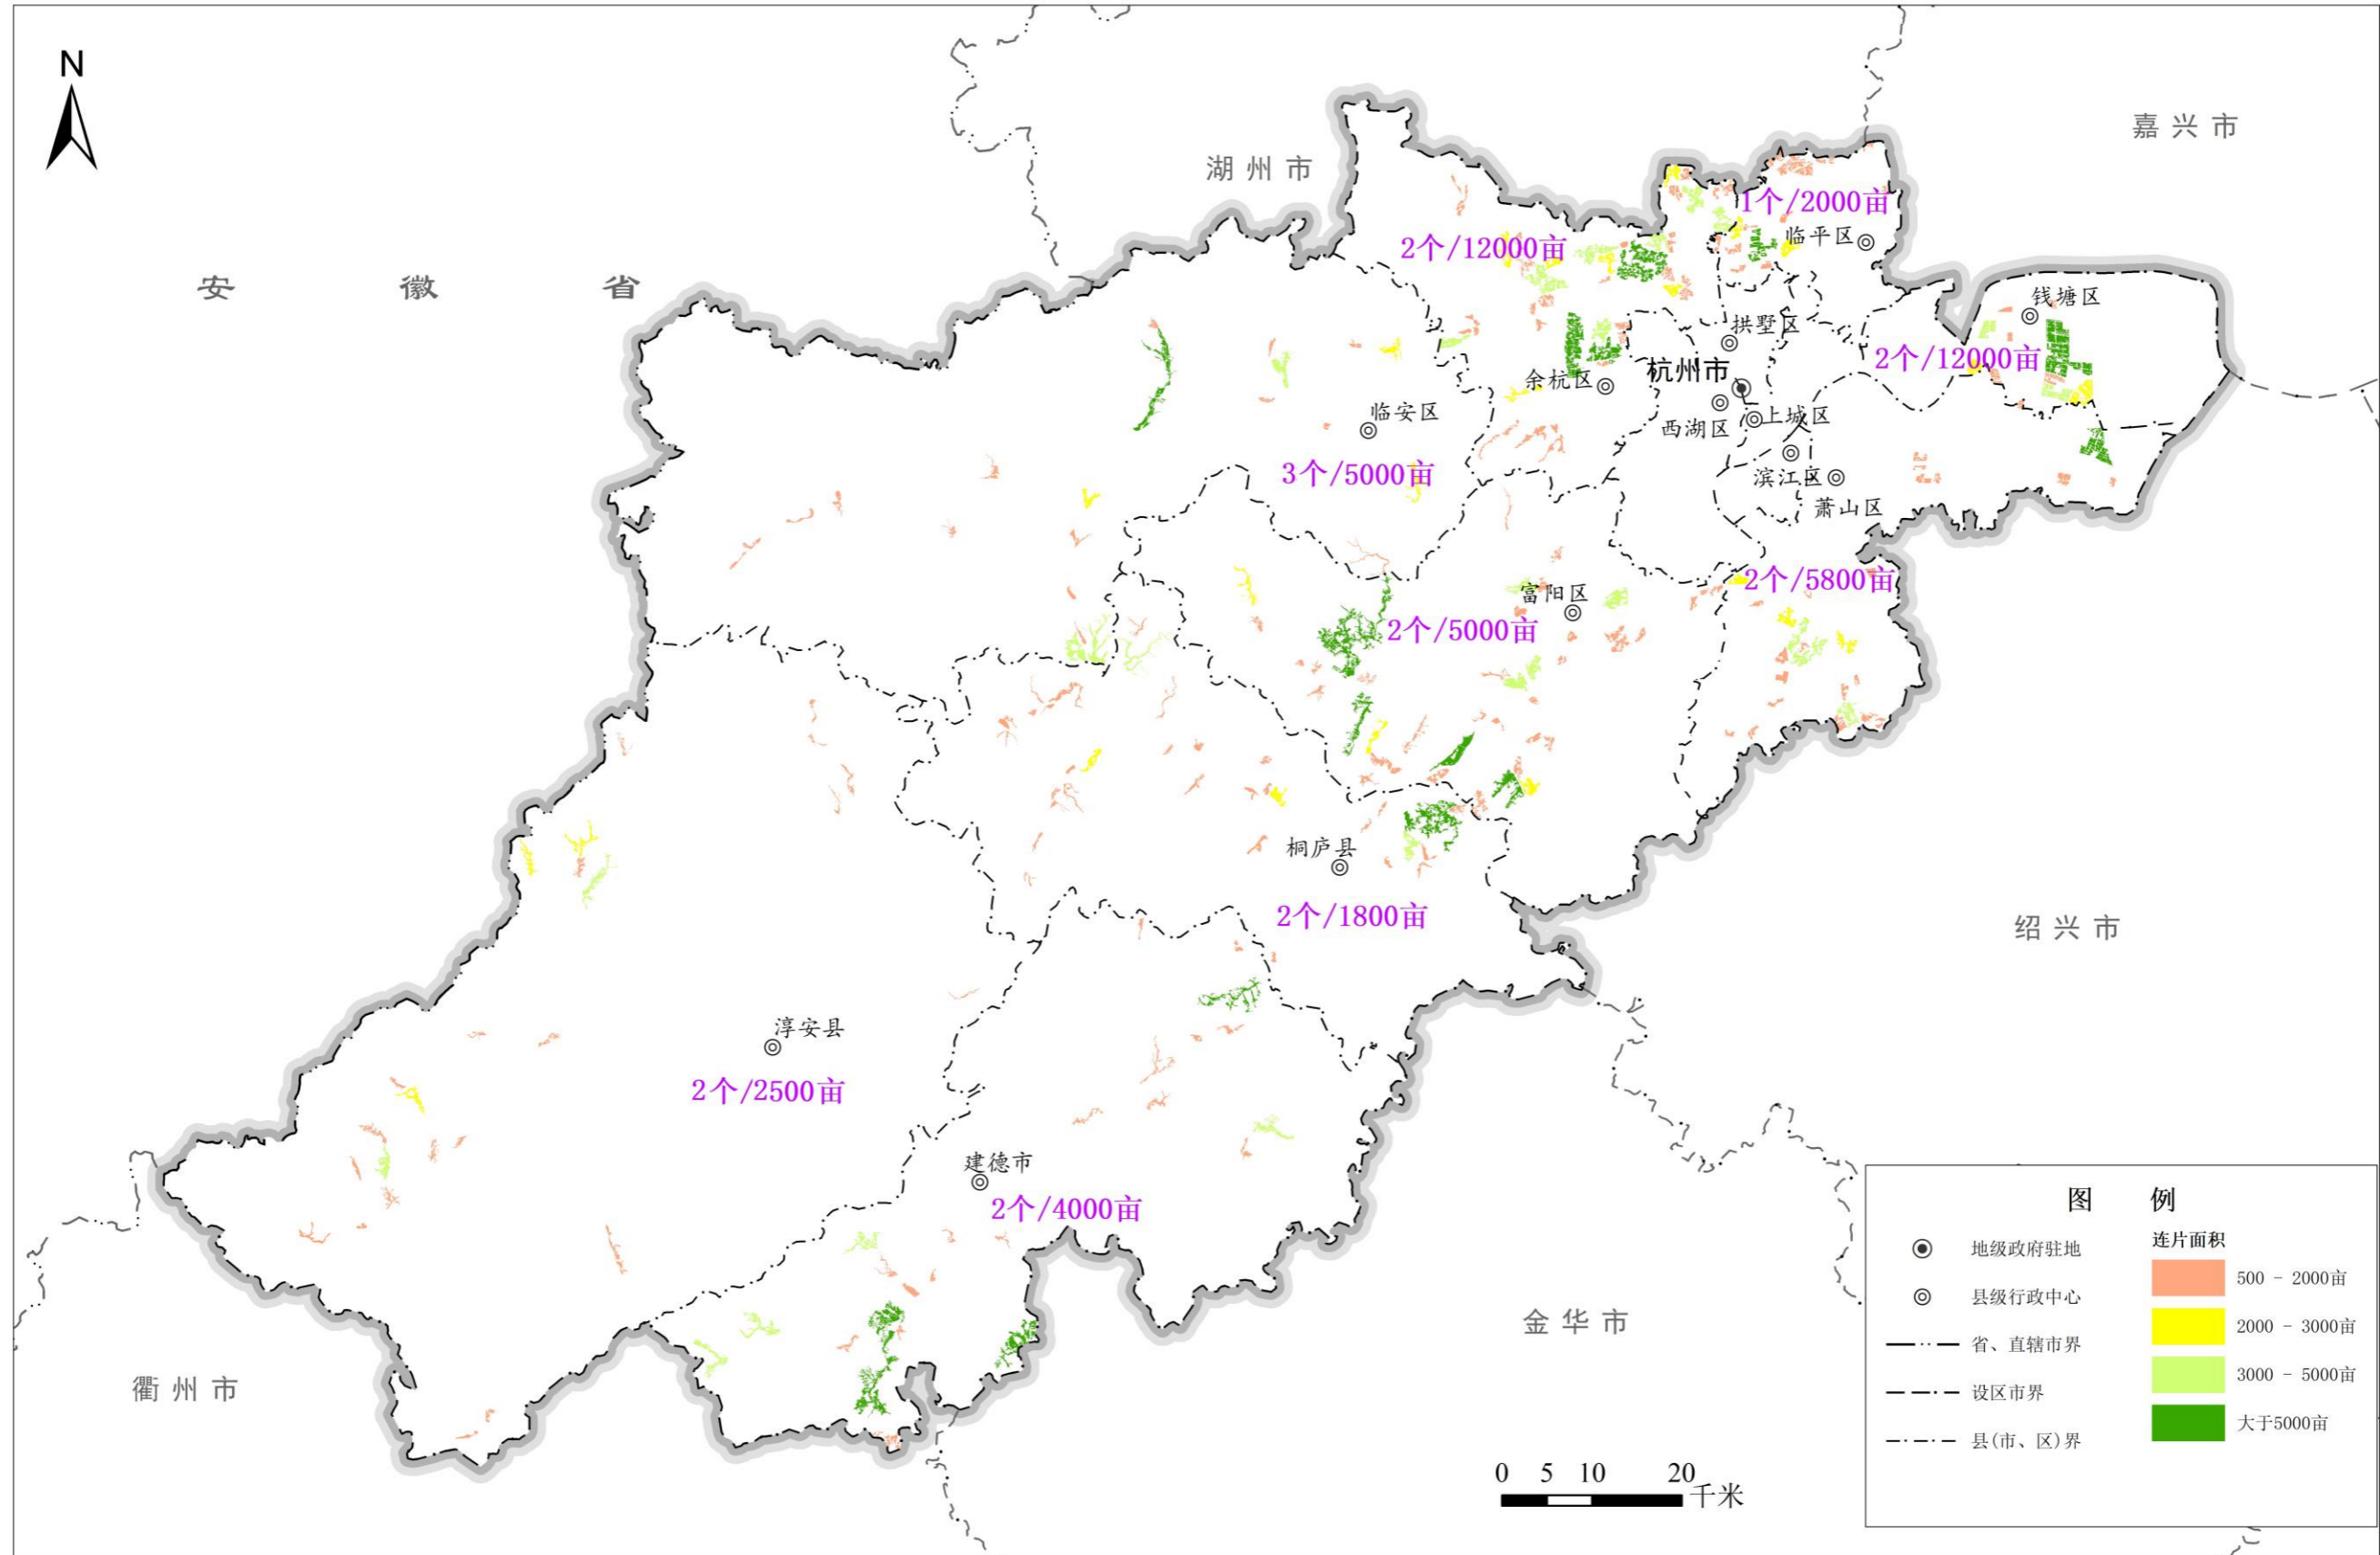 N
嘉兴市
湖州市
1个/2000亩
临平区
2个/12000亩
安徽省
钱塘区
拱墅区
2个/12000亩
杭州市
余杭区
临安区
上城区
西湖区
3个/5000亩
滨江区
萧山区
2个/5800亩
富阳区
2个/5000亩
桐庐县
2个/1800亩
绍兴市
淳安县
2个/2500亩
建德市
2个/4000亩
金华市
衢州市
0 5 10 20
千米
图例
地级政府驻地
县级行政中心
省、直辖市界
设区市界
县(市、区)界
连片面积
500 - 2000亩
2000 - 3000亩
3000 - 5000亩
大于5000亩